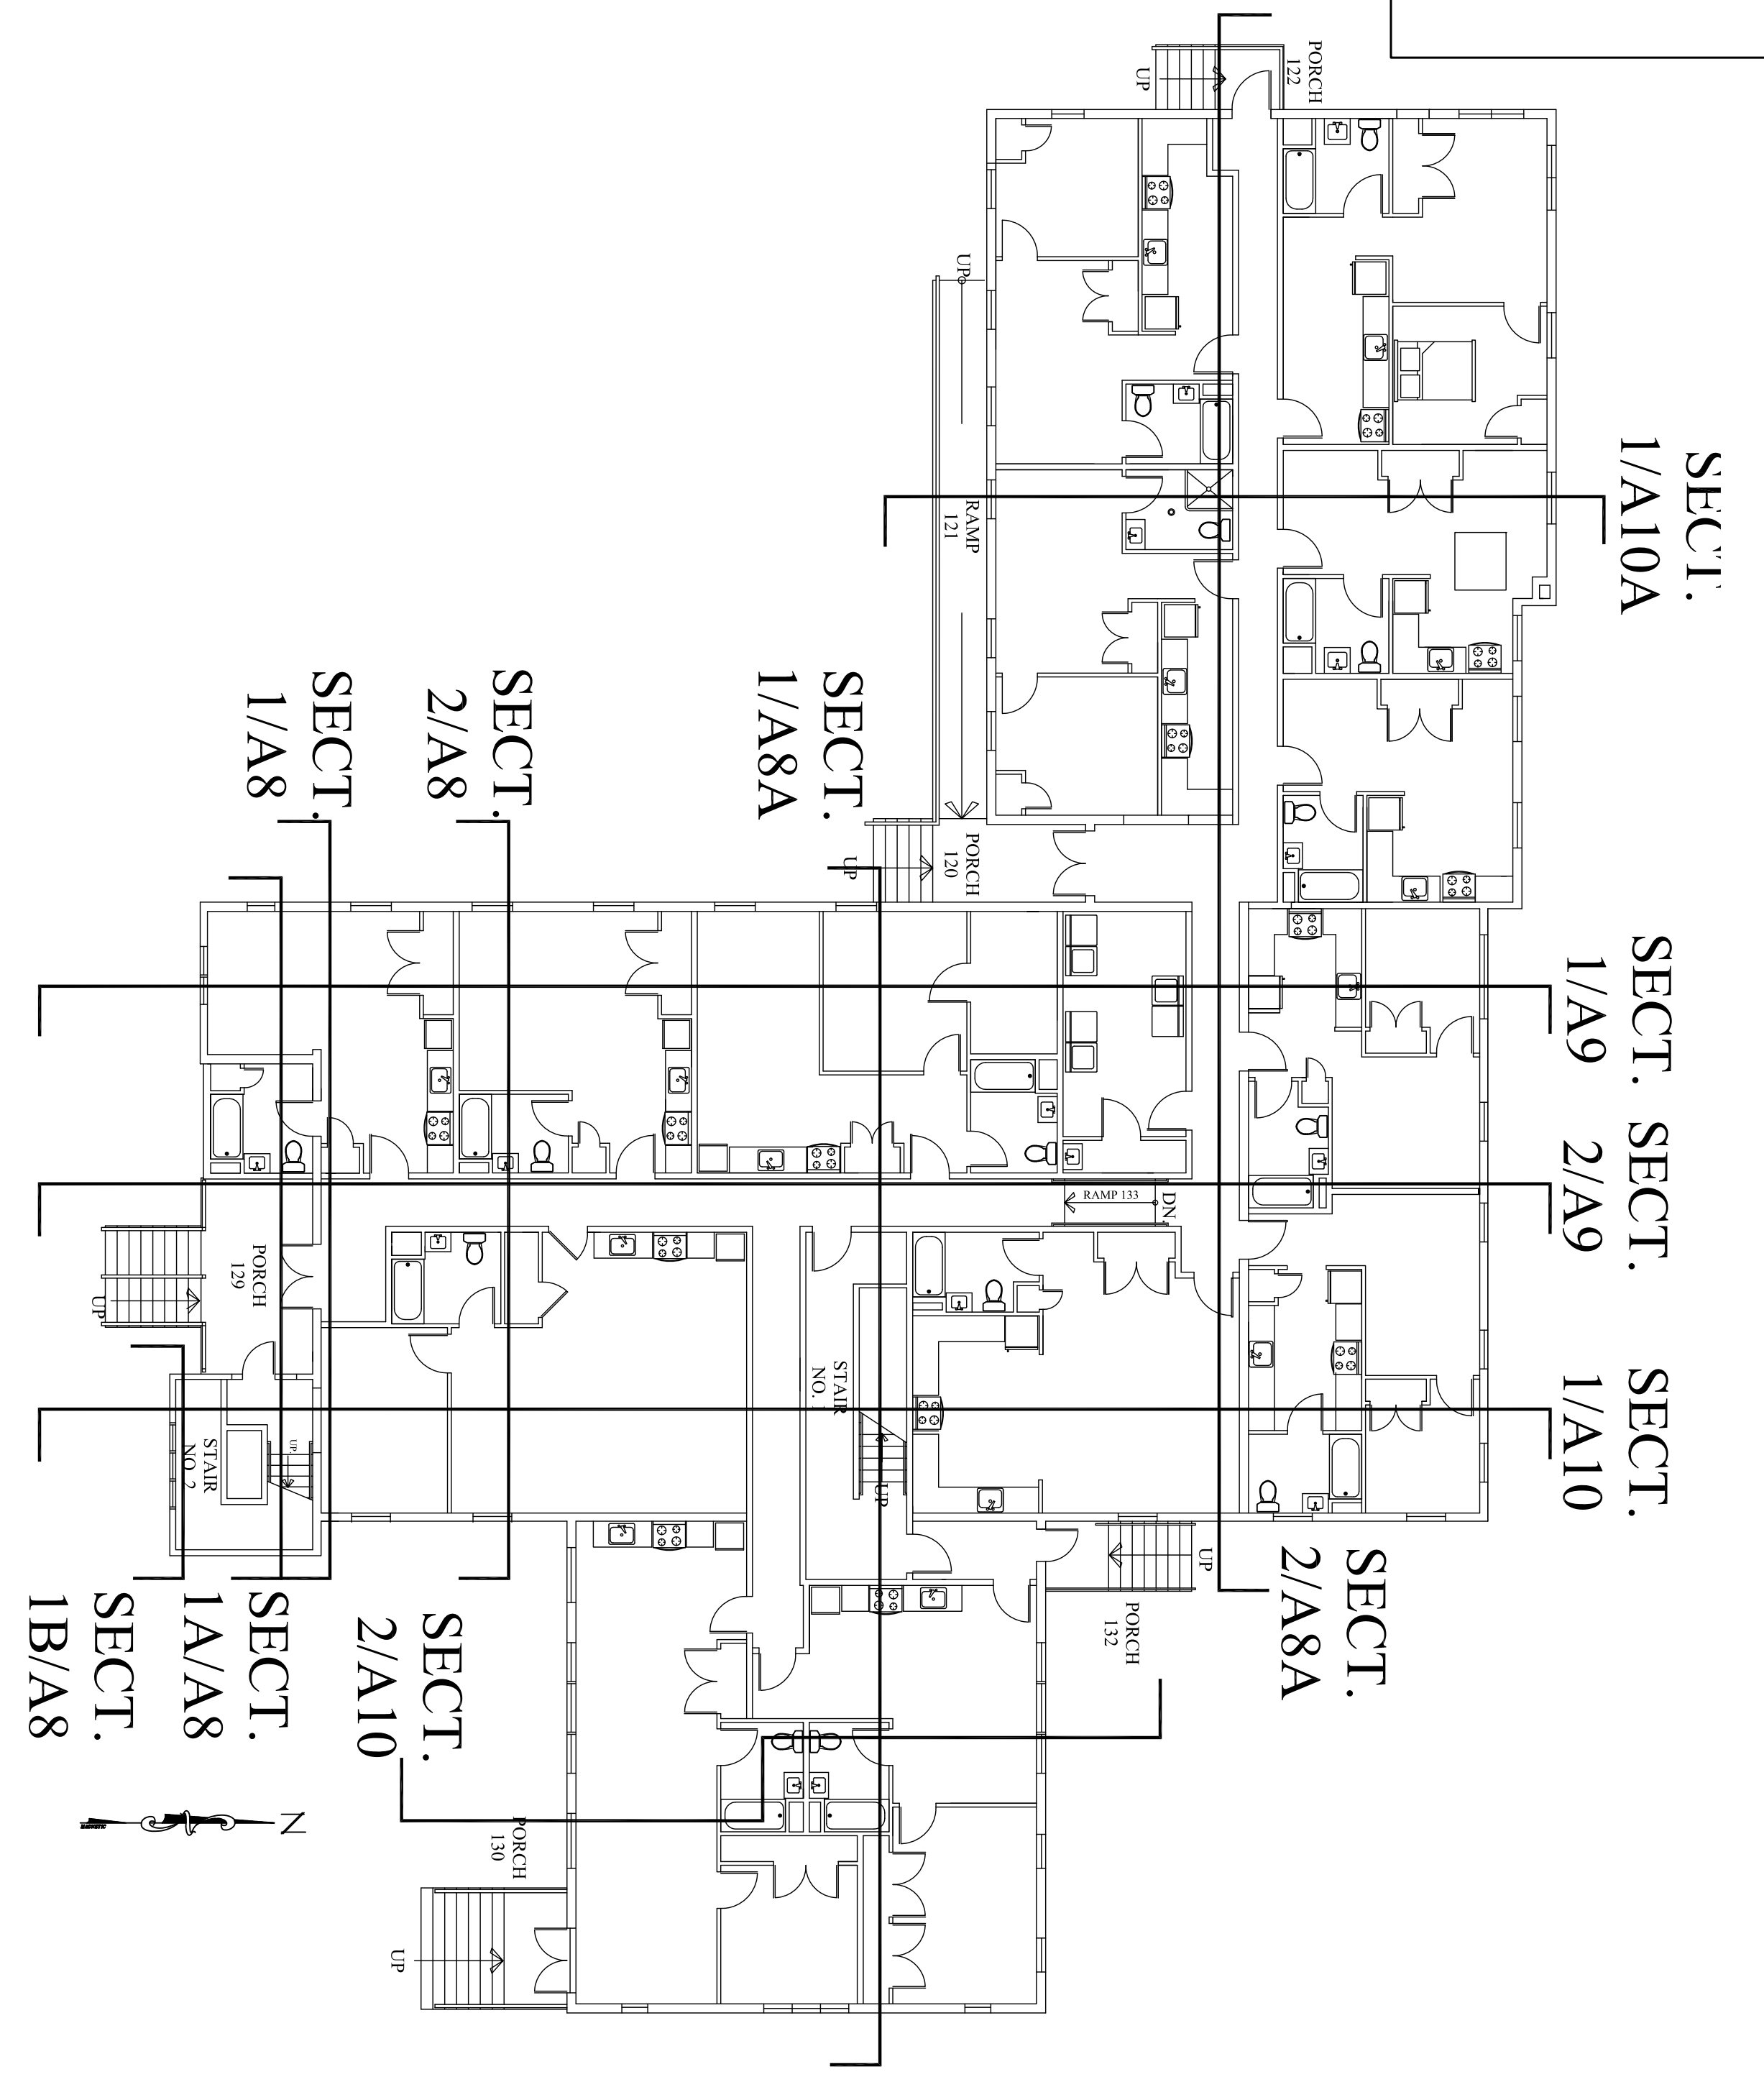 PORCH
122
UP
SECT.
1/A10A
UP
RAMP
121
SECT.
1/A8A
SECT.
2/A8
SECT.
1/A8
PORCH
120
UP
SECT.
1/A9
SECT.
2/A9
SECT.
1/A10
DN
RAMP 133
PORCH
129
UP
STAIR
NO.
UP
STAIR
NO. 2
UP
UP
PORCH
132
SECT.
2/A8A
SECT.
2/A10
SECT.
1A/A8
SECT.
1B/A8
PORCH
130
UP
N